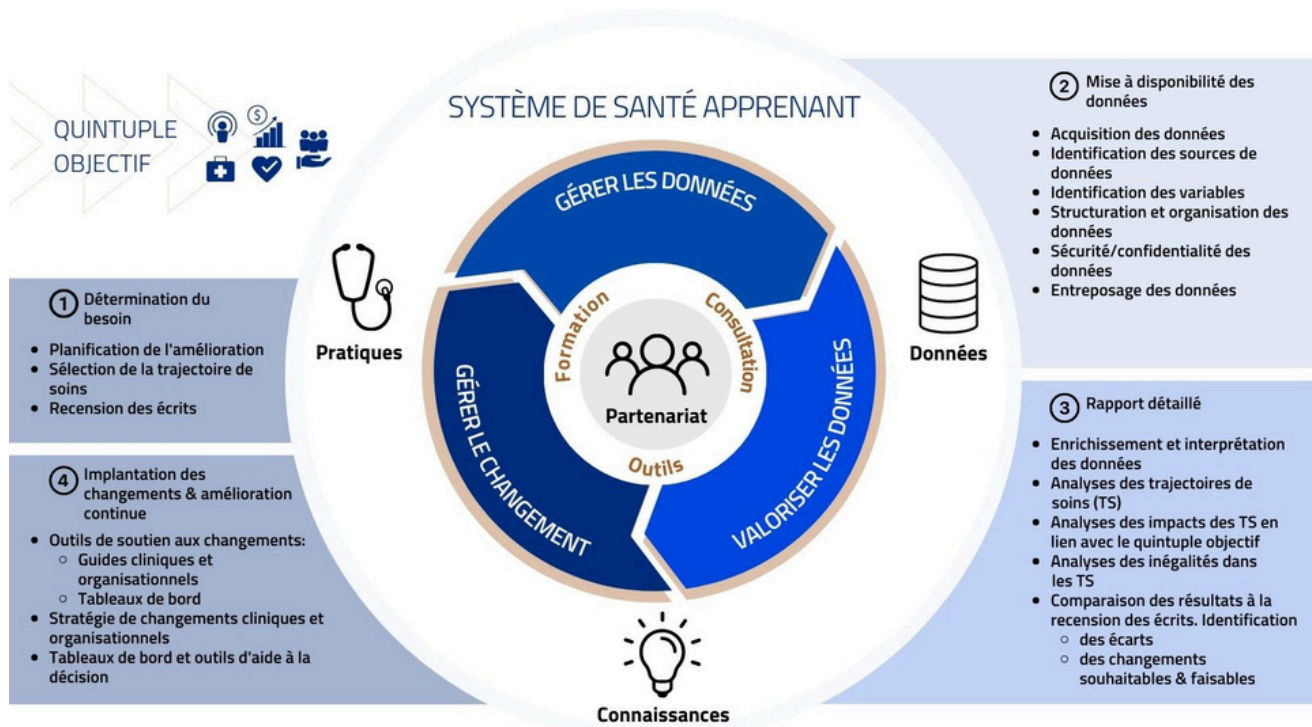 QUINTUPLE
OBJECTIF
$
SYSTÈME DE SANTÉ APPRENANT
GÉRER LES DONNÉES
VALORISER LES DONNÉES
GÉRER LE CHANGEMENT
Formation
Consultation
Outils
Partenariat
Pratiques
Données
Connaissances
1 Détermination du
besoin
• Planification de l'amélioration
• Sélection de la trajectoire de
soins
• Recension des écrits
2 Mise à disponibilité des
données
• Acquisition des données
• Identification des sources de
données
• Identification des variables
• Structuration et organisation des
données
• Sécurité/confidentialité des
données
• Entreposage des données
3 Rapport détaillé
• Enrichissement et interprétation
des données
• Analyses des trajectoires de
soins (TS)
• Analyses des impacts des TS en
lien avec le quintuple objectif
• Analyses des inégalités dans
les TS
• Comparaison des résultats à la
recension des écrits. Identification
○ des écarts
○ des changements
souhaitables & faisables
4 Implantation des
changements & amélioration
continue
• Outils de soutien aux changements:
○ Guides cliniques et
organisationnels
○ Tableaux de bord
• Stratégie de changements cliniques et
organisationnels
• Tableaux de bord et outils d'aide à la
décision